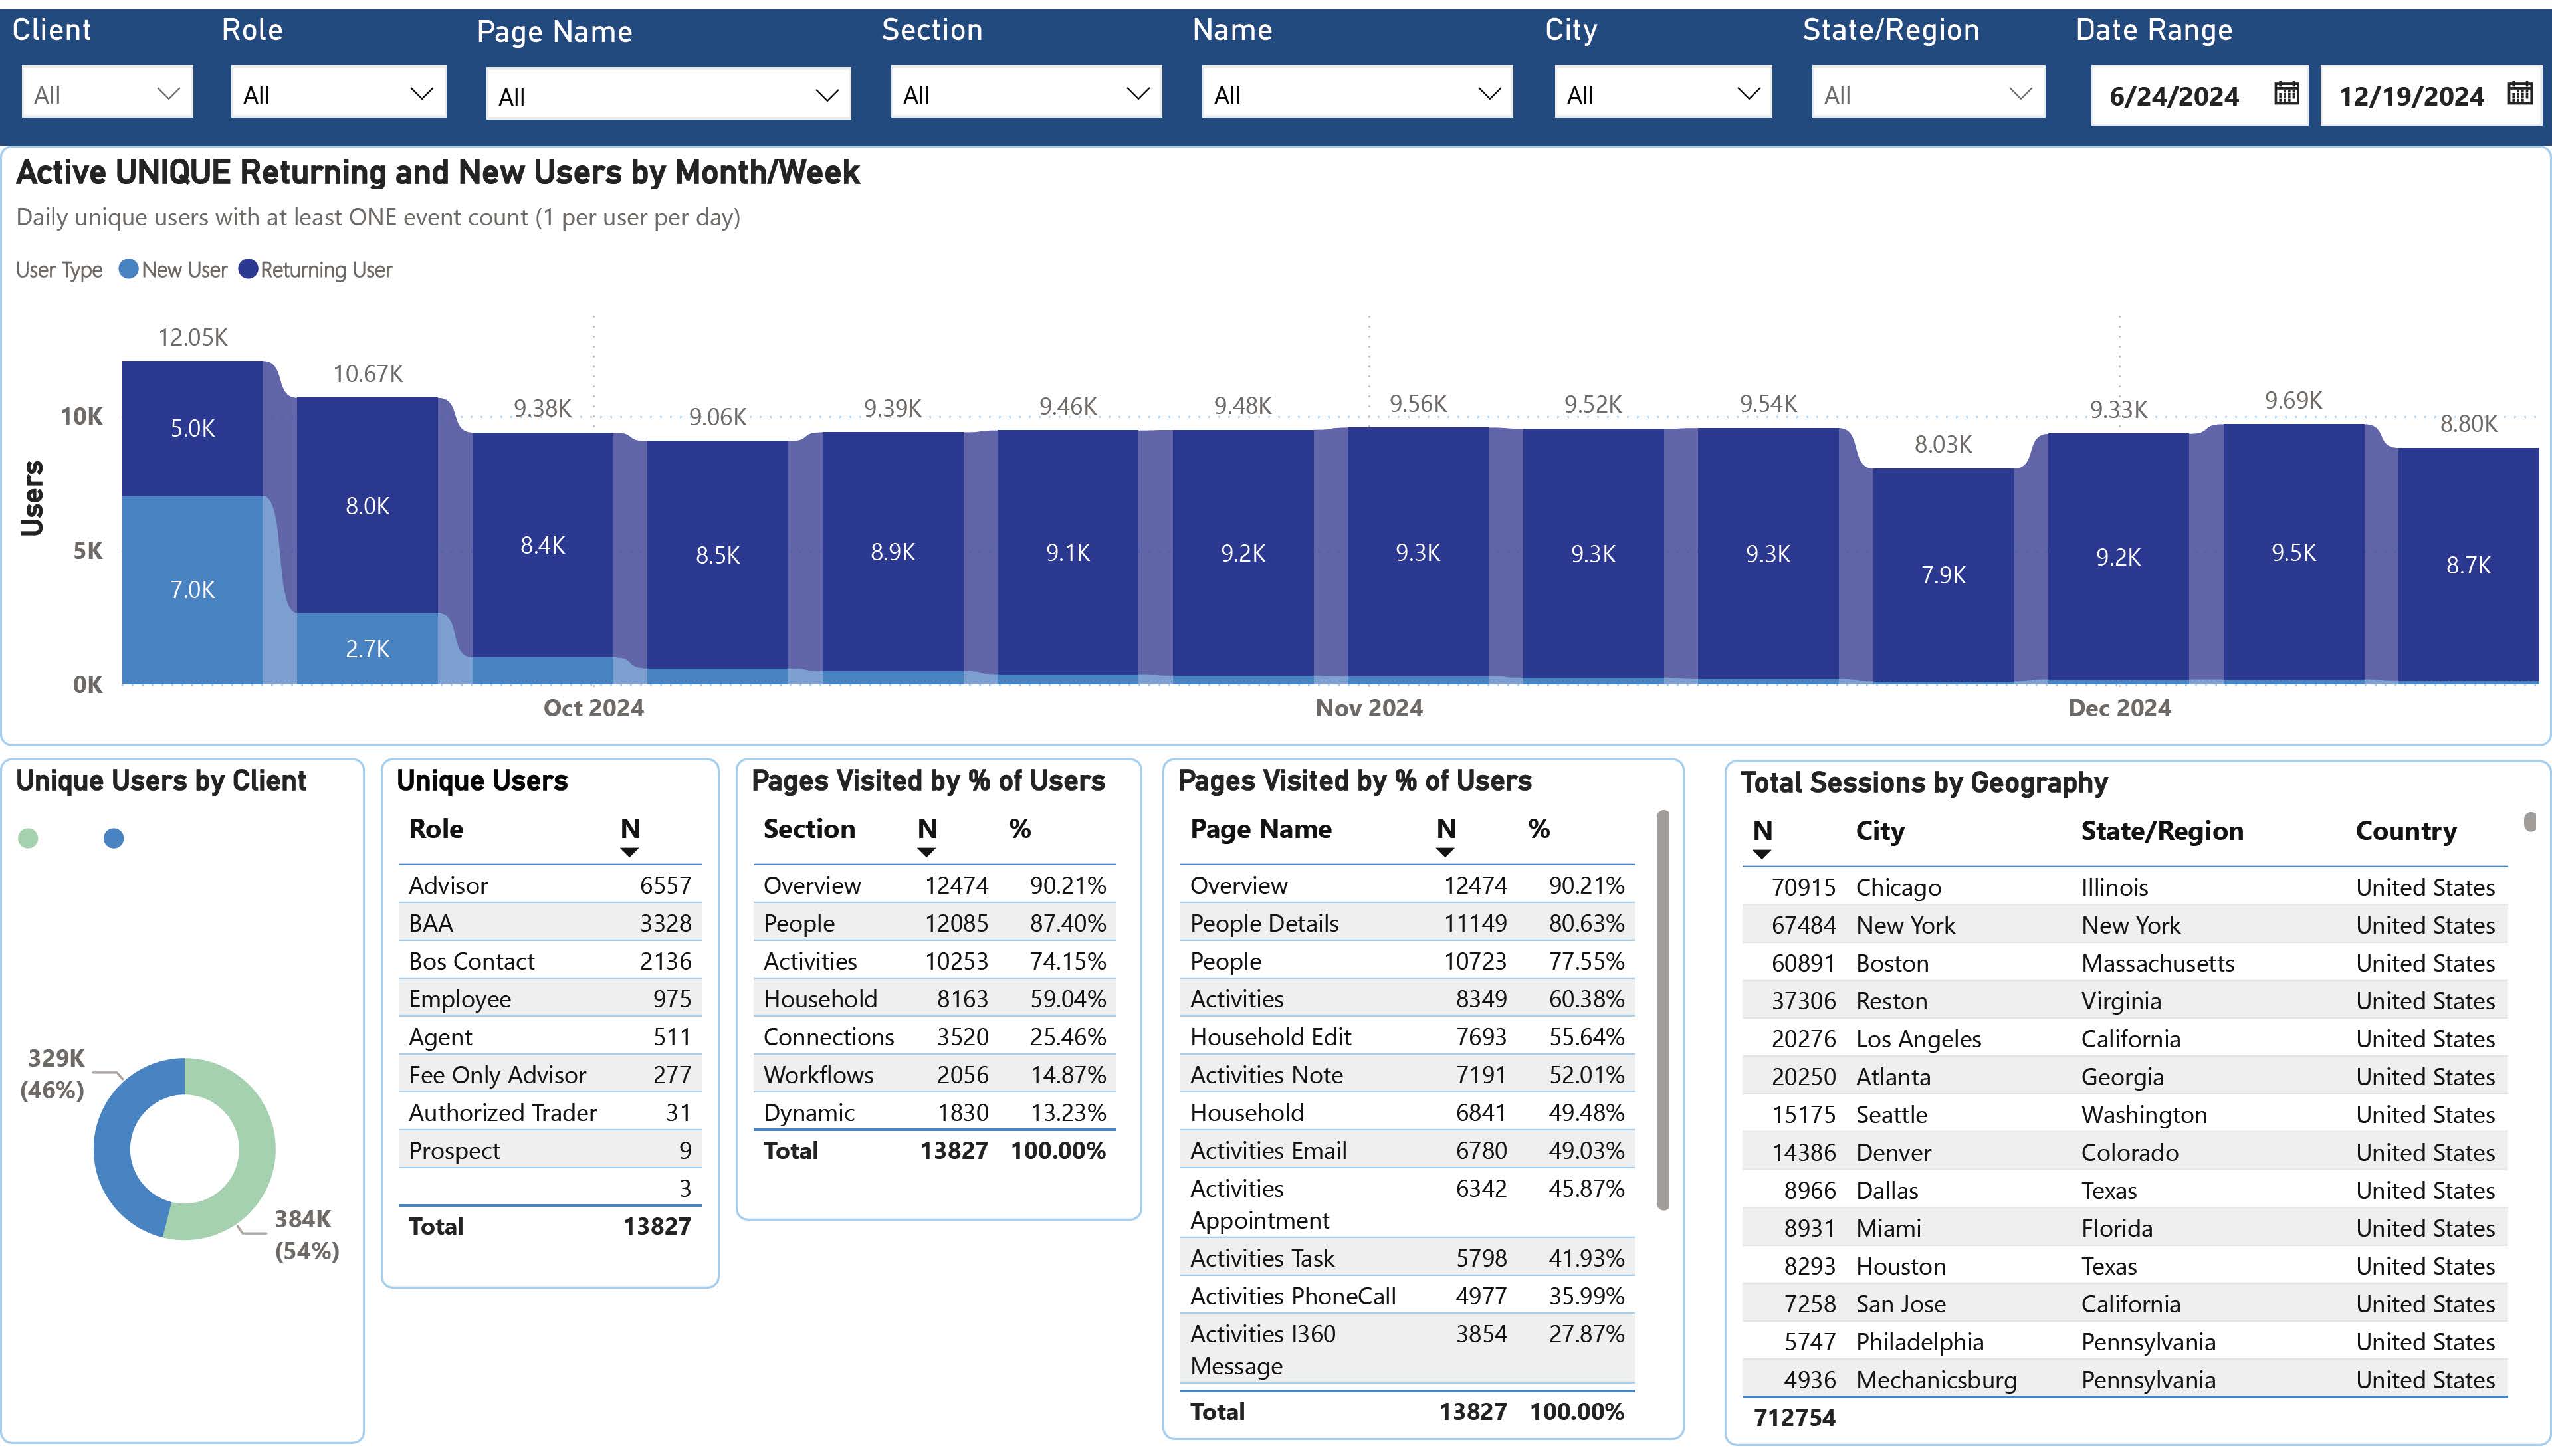 Client Role Page Name Section Name City State/Region Date Range
All All All All All All All 6/24/2024 12/19/2024
Active UNIQUE Returning and New Users by Month/Week
Daily unique users with at least ONE event count (1 per user per day)
User Type New User Returning User
12.05K 10.67K 9.38K 9.06K 9.39K 9.46K 9.48K 9.56K 9.52K 9.54K 8.03K 9.33K 9.69K 8.80K
10K
5K
0K
Users
5.0K 8.0K 8.4K 8.5K 8.9K 9.1K 9.2K 9.3K 9.3K 9.3K 7.9K 9.2K 9.5K 8.7K
7.0K 2.7K
Oct 2024 Nov 2024 Dec 2024
Unique Users by Client
329K
(46%)
384K
(54%)
Unique Users
Role N
Advisor 6557
BAA 3328
Bos Contact 2136
Employee 975
Agent 511
Fee Only Advisor 277
Authorized Trader 31
Prospect 9
3
Total 13827
Pages Visited by % of Users
Section N %
Overview 12474 90.21%
People 12085 87.40%
Activities 10253 74.15%
Household 8163 59.04%
Connections 3520 25.46%
Workflows 2056 14.87%
Dynamic 1830 13.23%
Total 13827 100.00%
Pages Visited by % of Users
Page Name N %
Overview 12474 90.21%
People Details 11149 80.63%
People 10723 77.55%
Activities 8349 60.38%
Household Edit 7693 55.64%
Activities Note 7191 52.01%
Household 6841 49.48%
Activities Email 6780 49.03%
Activities 6342 45.87%
Appointment
Activities Task 5798 41.93%
Activities PhoneCall 4977 35.99%
Activities I360 3854 27.87%
Message
Total 13827 100.00%
Total Sessions by Geography
N City State/Region Country
70915 Chicago Illinois United States
67484 New York New York United States
60891 Boston Massachusetts United States
37306 Reston Virginia United States
20276 Los Angeles California United States
20250 Atlanta Georgia United States
15175 Seattle Washington United States
14386 Denver Colorado United States
8966 Dallas Texas United States
8931 Miami Florida United States
8293 Houston Texas United States
7258 San Jose California United States
5747 Philadelphia Pennsylvania United States
4936 Mechanicsburg Pennsylvania United States
712754